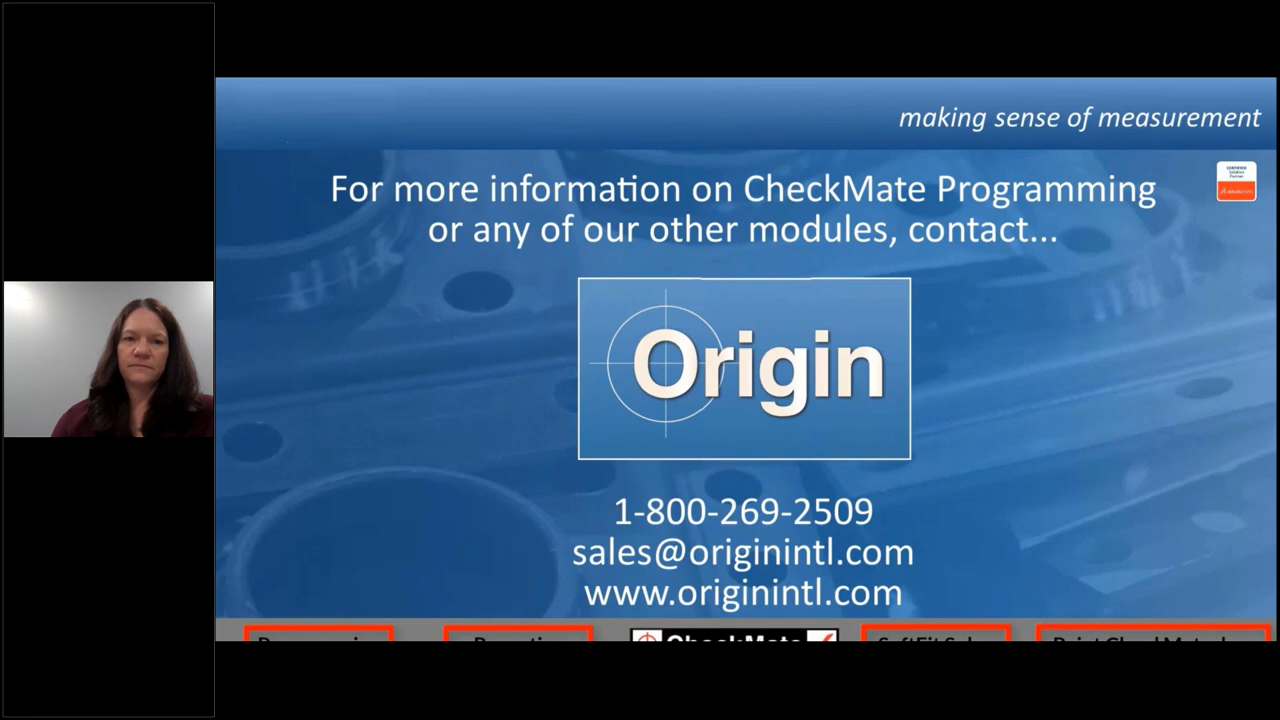 making sense of measurement
For more information on CheckMate Programming
or any of our other modules, contact...
Origin
1-800-269-2509
sales@originintl.com
www.originintl.com
CheckMate